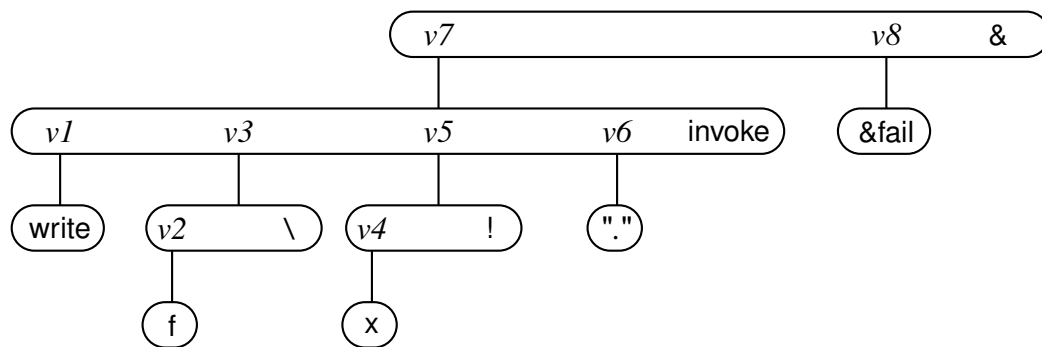 v7 v8 &
v1 v3 v5 v6 invoke &fail
write v2 \ v4 ! "."
f x